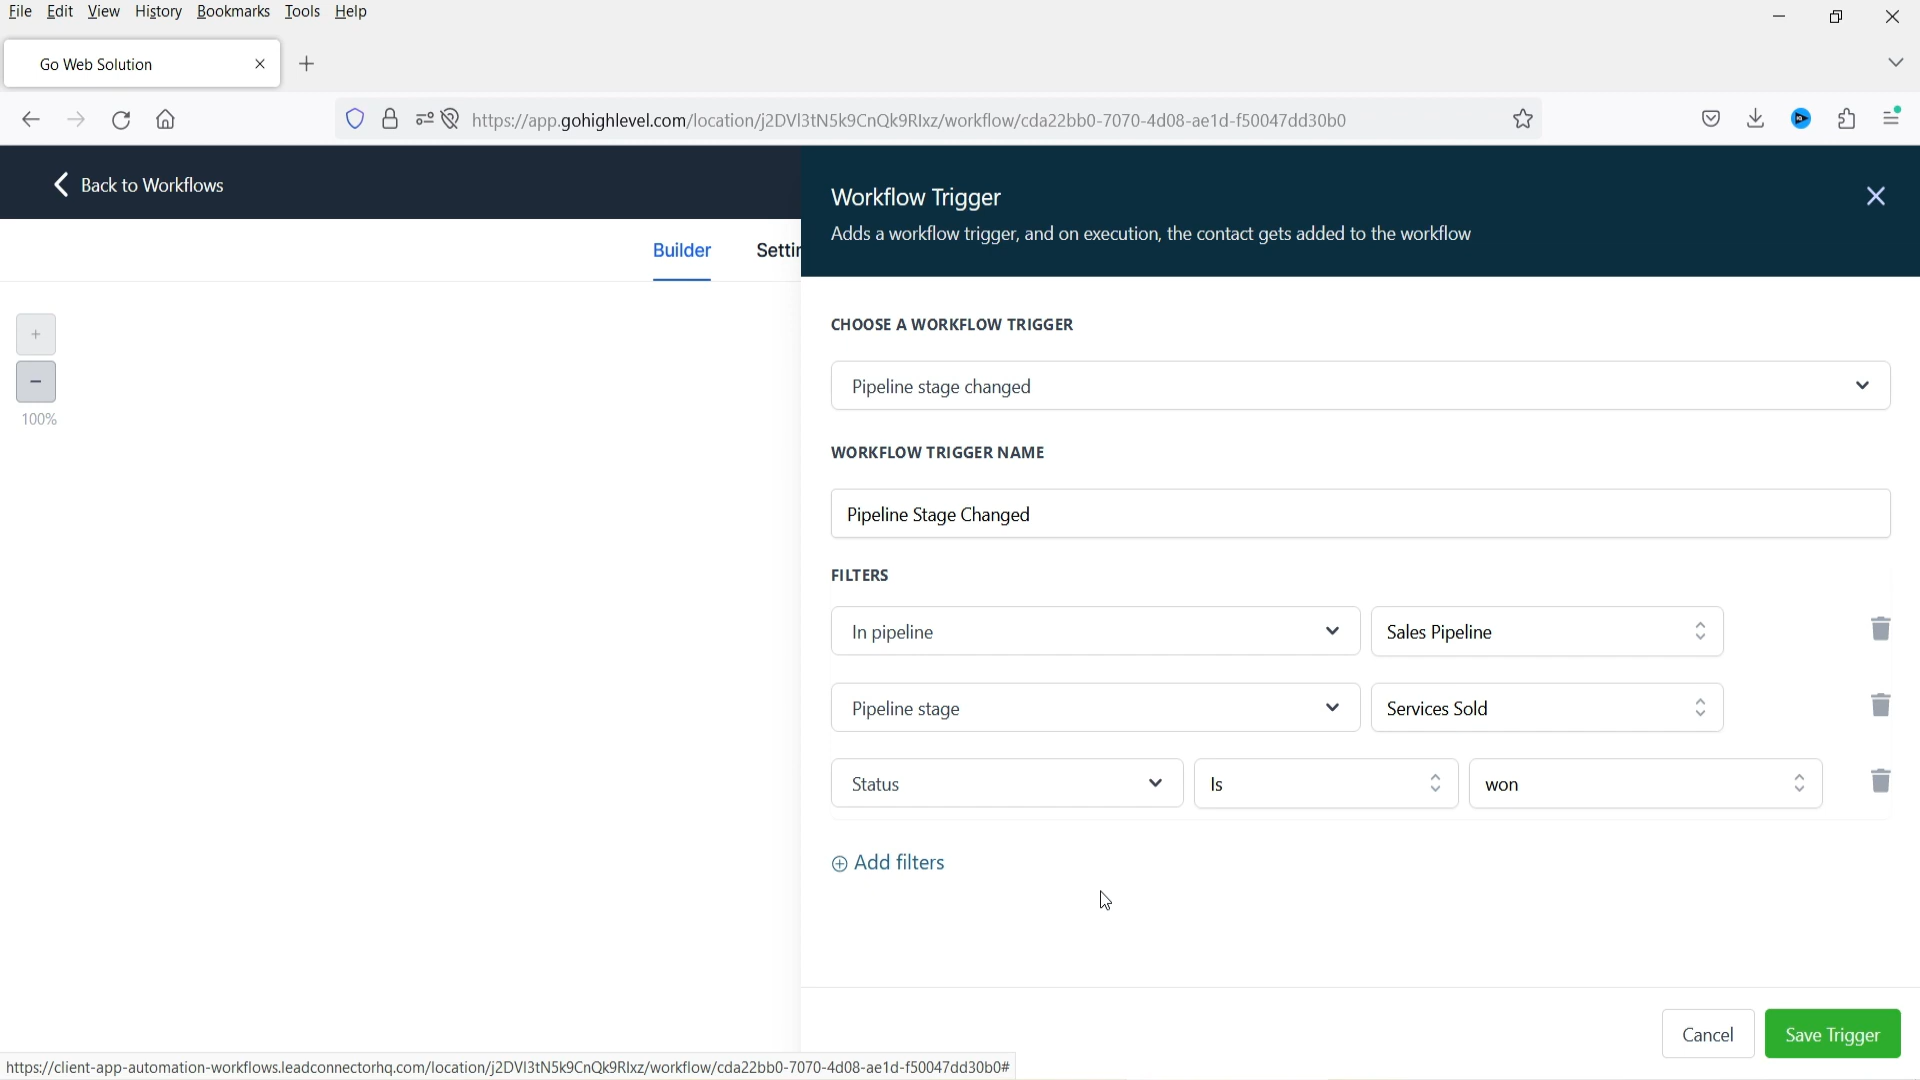 File Edit View History Bookmarks Tools Help
Go Web Solution
https://app.gohighlevel.com/location/j2DVl3tN5k9CnQk9Rlxz/workflow/cda22bb0-7070-4d08-ae1d-f50047dd30b0
Back to Workflows
Workflow Trigger
Adds a workflow trigger, and on execution, the contact gets added to the workflow
Builder
Settin
CHOOSE A WORKFLOW TRIGGER
+
Pipeline stage changed
-
100%
WORKFLOW TRIGGER NAME
Pipeline Stage Changed
FILTERS
In pipeline
Sales Pipeline
Pipeline stage
Services Sold
Status
Is
won
Add filters
Cancel
Save Trigger
https://client-app-automation-workflows.leadconnectorhq.com/location/j2DVl3tN5k9CnQk9Rlxz/workflow/cda22bb0-7070-4d08-ae1d-f50047dd30b0#